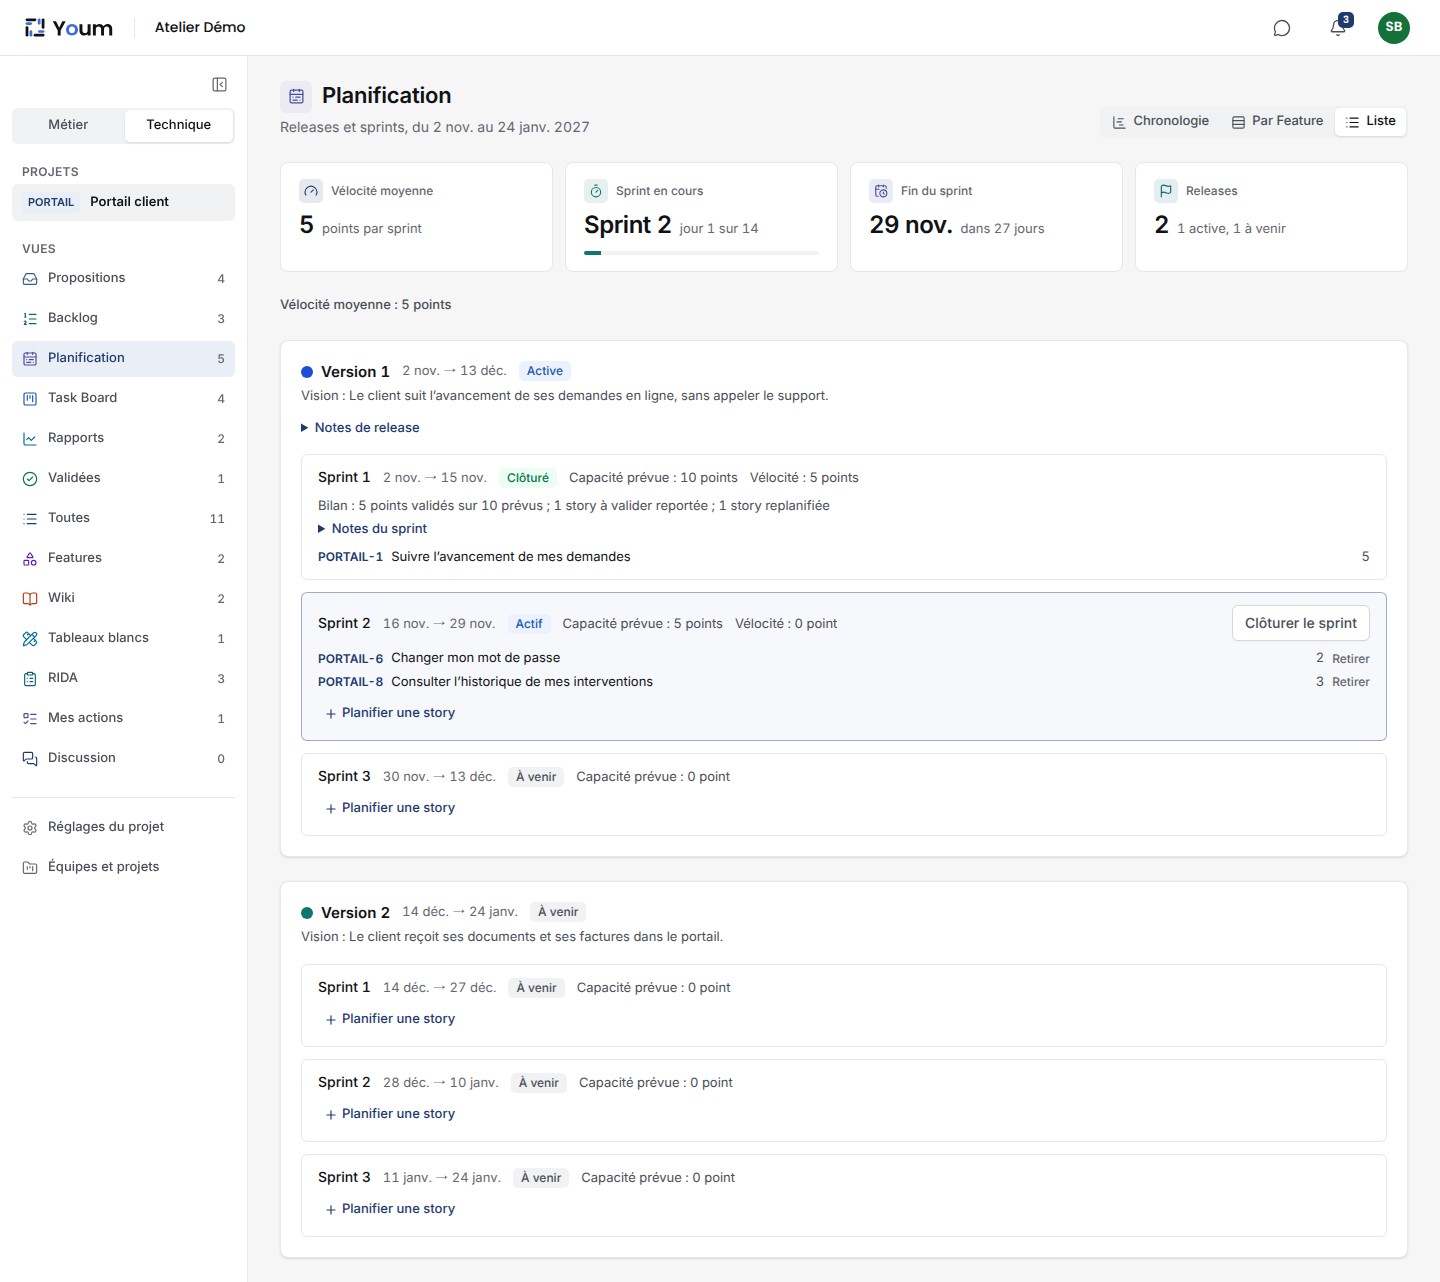 Youm
Atelier Démo
3
SB
Métier
Technique
PROJETS
PORTAIL Portail client
VUES
Propositions 4
Backlog 3
Planification 5
Task Board 4
Rapports 2
Validées 1
Toutes 11
Features 2
Wiki 2
Tableaux blancs 1
RIDA 3
Mes actions 1
Discussion 0
Réglages du projet
Équipes et projets
Planification
Releases et sprints, du 2 nov. au 24 janv. 2027
Chronologie Par Feature Liste
Vélocité moyenne
5 points par sprint
Sprint en cours
Sprint 2 jour 1 sur 14
Fin du sprint
29 nov. dans 27 jours
Releases
2 1 active, 1 à venir
Vélocité moyenne : 5 points
Version 1 2 nov. → 13 déc. Active
Vision : Le client suit l’avancement de ses demandes en ligne, sans appeler le support.
Notes de release
Sprint 1 2 nov. → 15 nov. Clôturé Capacité prévue : 10 points Vélocité : 5 points
Bilan : 5 points validés sur 10 prévus ; 1 story à valider reportée ; 1 story replanifiée
Notes du sprint
PORTAIL-1 Suivre l’avancement de mes demandes 5
Sprint 2 16 nov. → 29 nov. Actif Capacité prévue : 5 points Vélocité : 0 point Clôturer le sprint
PORTAIL-6 Changer mon mot de passe 2 Retirer
PORTAIL-8 Consulter l’historique de mes interventions 3 Retirer
+ Planifier une story
Sprint 3 30 nov. → 13 déc. À venir Capacité prévue : 0 point
+ Planifier une story
Version 2 14 déc. → 24 janv. À venir
Vision : Le client reçoit ses documents et ses factures dans le portail.
Sprint 1 14 déc. → 27 déc. À venir Capacité prévue : 0 point
+ Planifier une story
Sprint 2 28 déc. → 10 janv. À venir Capacité prévue : 0 point
+ Planifier une story
Sprint 3 11 janv. → 24 janv. À venir Capacité prévue : 0 point
+ Planifier une story